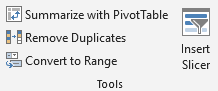 Summarize with PivotTable
Remove Duplicates
Convert to Range
Insert
Slicer
Tools